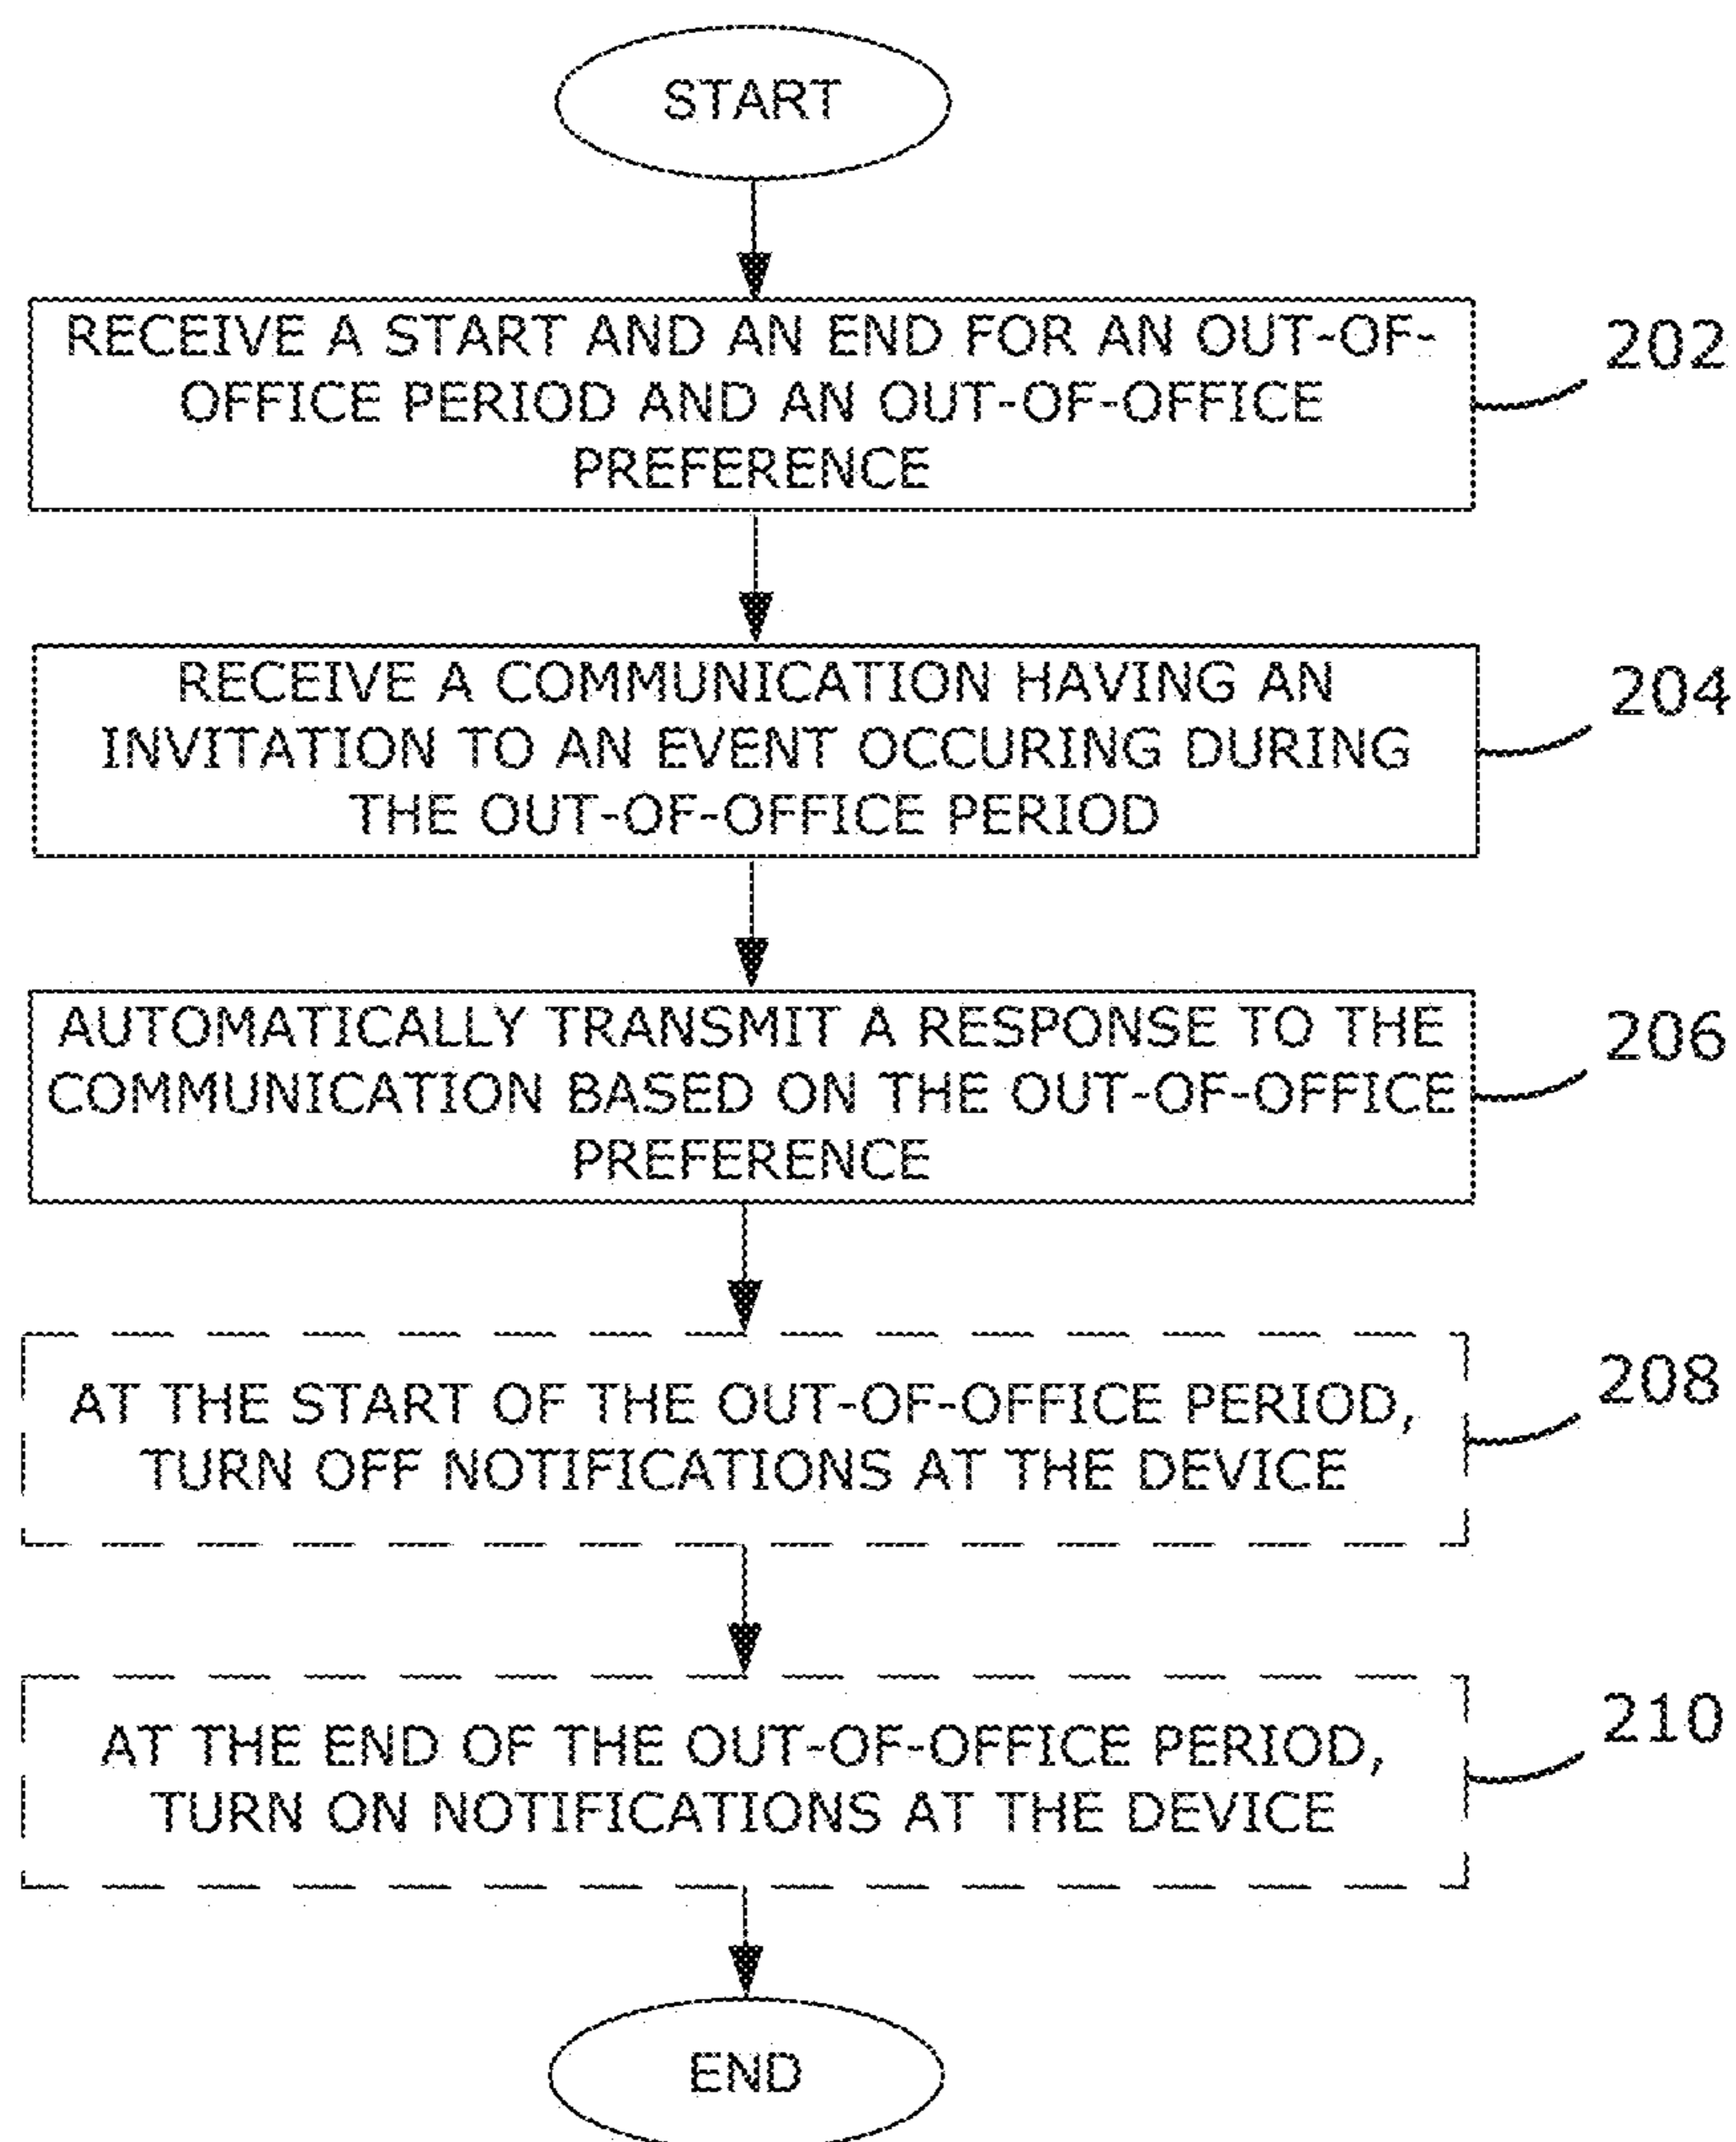 START
RECEIVE A START AND AN END FOR AN OUT-OF-
OFFICE PERIOD AND AN OUT-OF-OFFICE
PREFERENCE
202
RECEIVE A COMMUNICATION HAVING AN
INVITATION TO AN EVENT OCCURING DURING
THE OUT-OF-OFFICE PERIOD
204
AUTOMATICALLY TRANSMIT A RESPONSE TO THE
COMMUNICATION BASED ON THE OUT-OF-OFFICE
PREFERENCE
206
AT THE START OF THE OUT-OF-OFFICE PERIOD,
TURN OFF NOTIFICATIONS AT THE DEVICE
208
AT THE END OF THE OUT-OF-OFFICE PERIOD,
TURN ON NOTIFICATIONS AT THE DEVICE
210
END